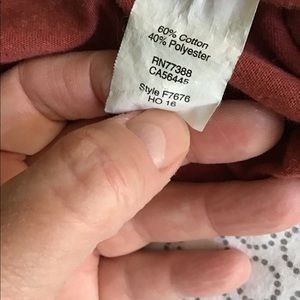 60% Cotton
40% Polyester
RN77388
CA56445
Style F7676
HO 16